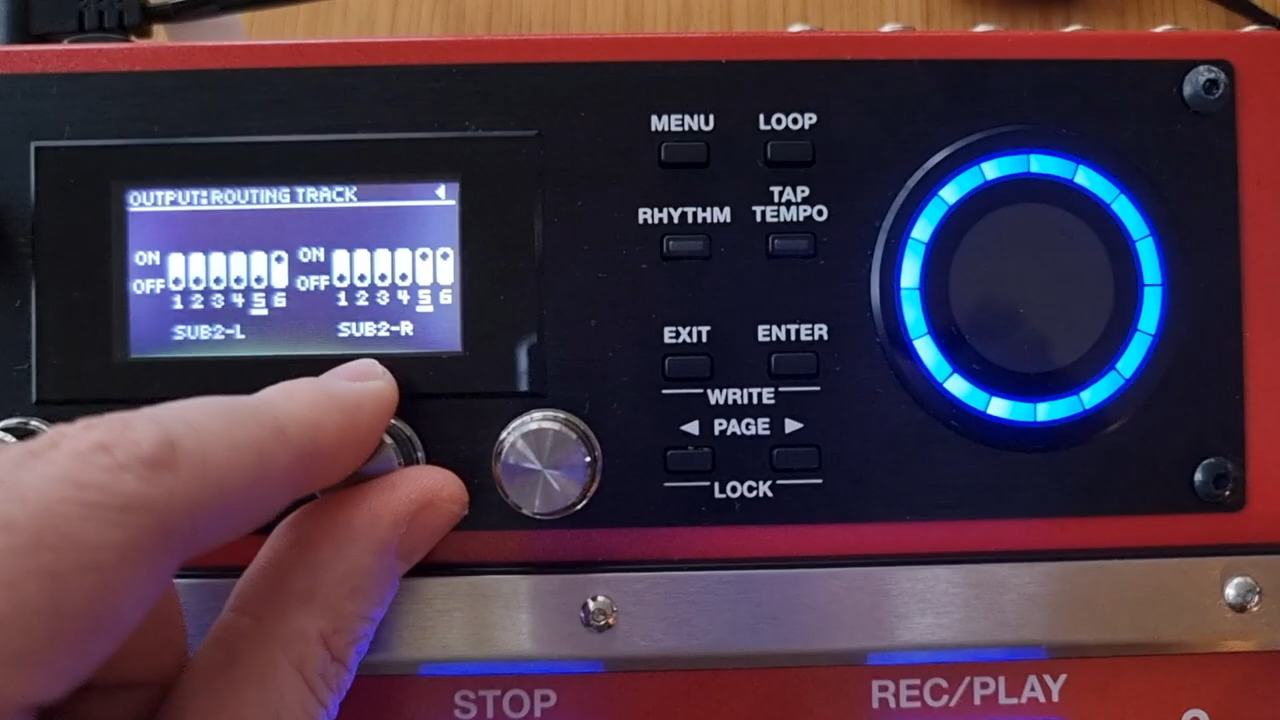 OUTPUT:ROUTING TRACK
ON ON
OFF OFF
1 2 3 4 5 6 1 2 3 4 5 6
SUB2-L SUB2-R
MENU LOOP
RHYTHM TAP TEMPO
EXIT ENTER
WRITE
◀ PAGE ▶
LOCK
STOP REC/PLAY